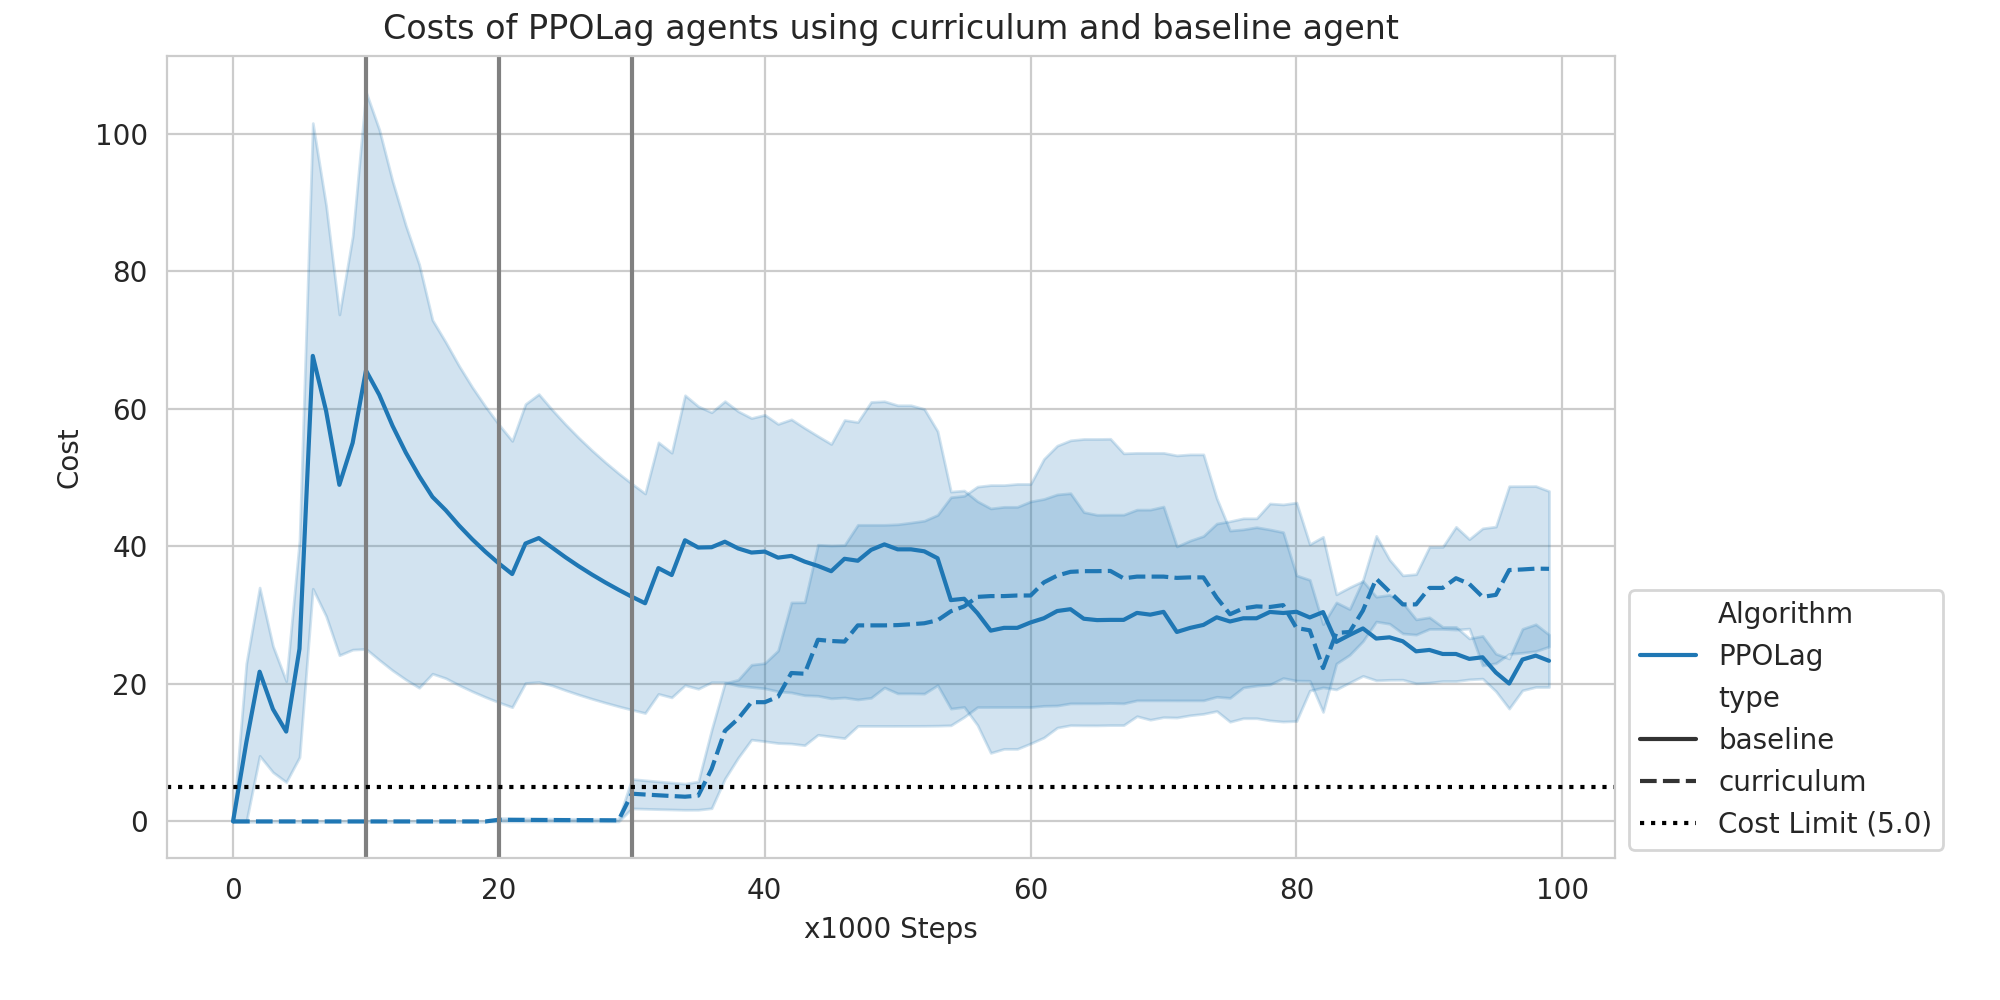 Costs of PPOLag agents using curriculum and baseline agent
100
80
60
40
20
0
Cost
0 20 40 60 80 100
x1000 Steps
Algorithm
PPOLag
type
baseline
curriculum
Cost Limit (5.0)